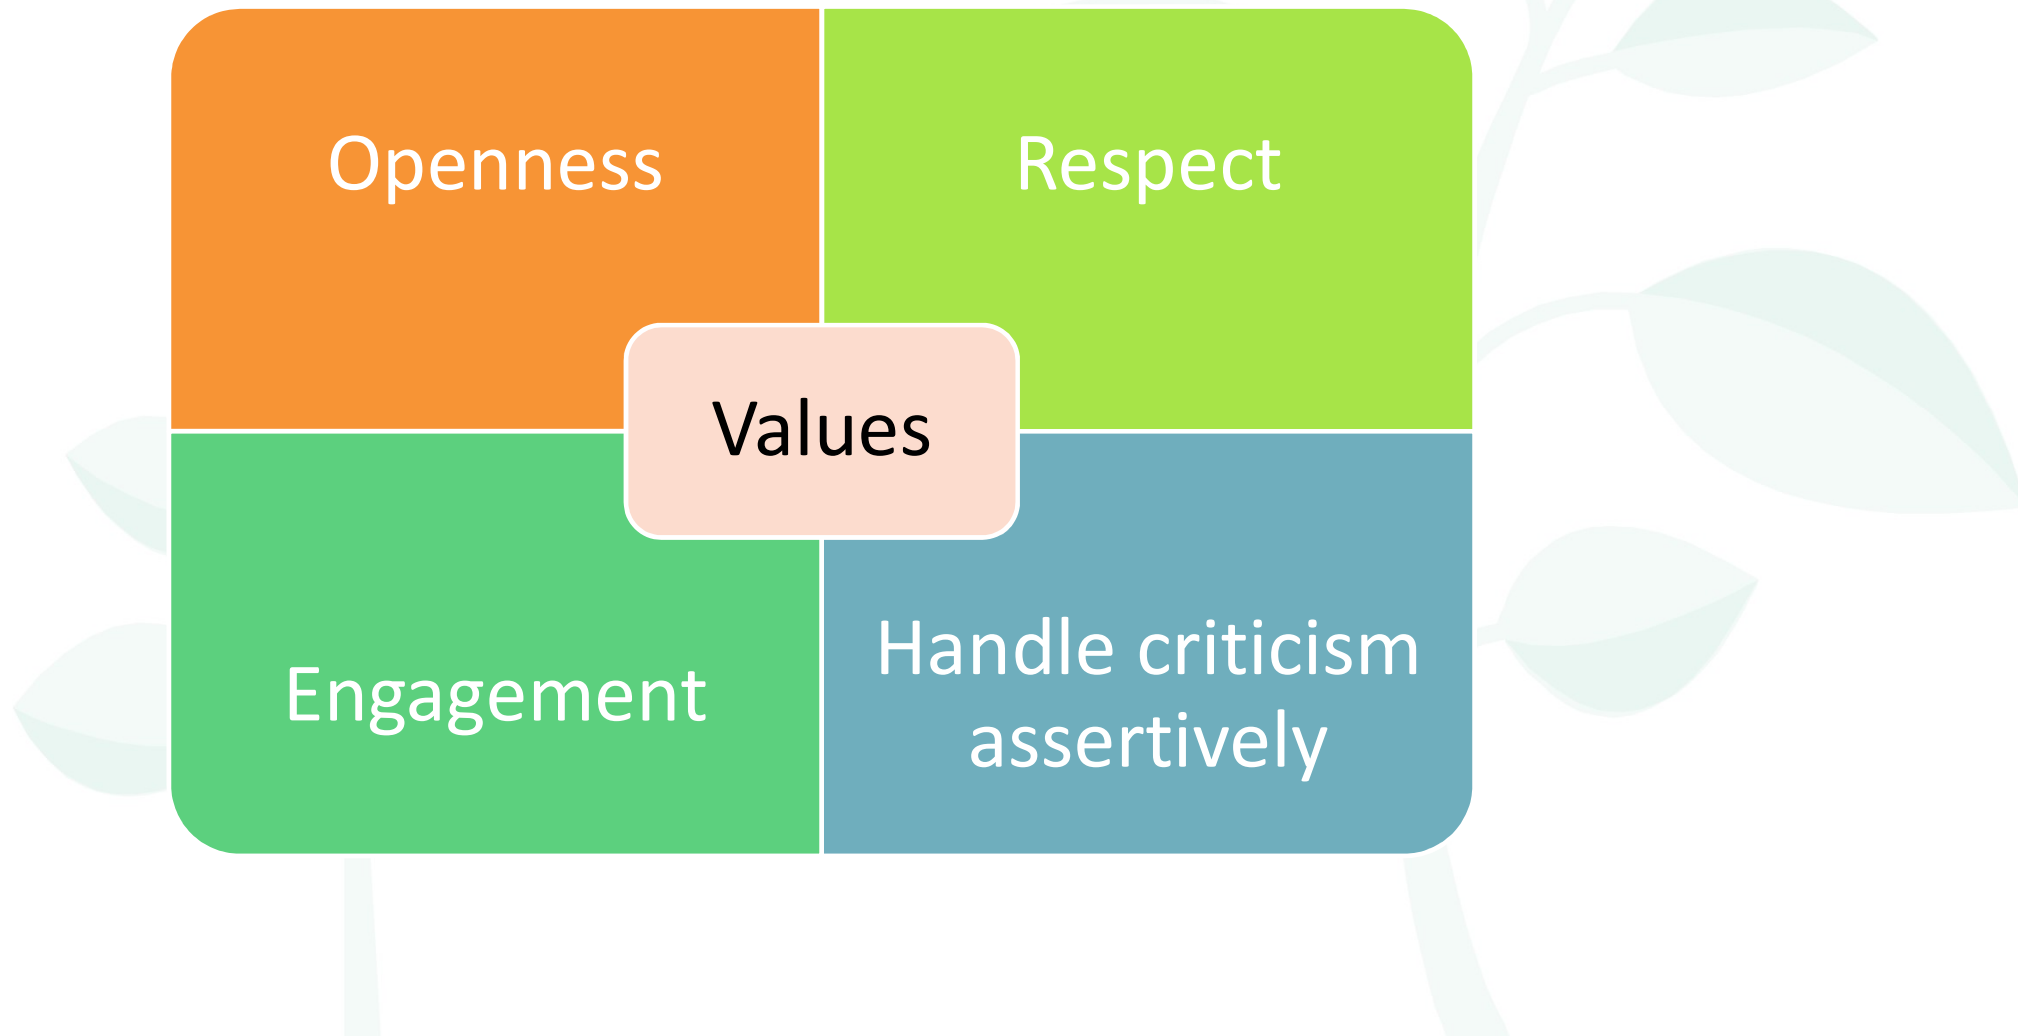 Openness
Respect
Values
Engagement
Handle criticism
assertively